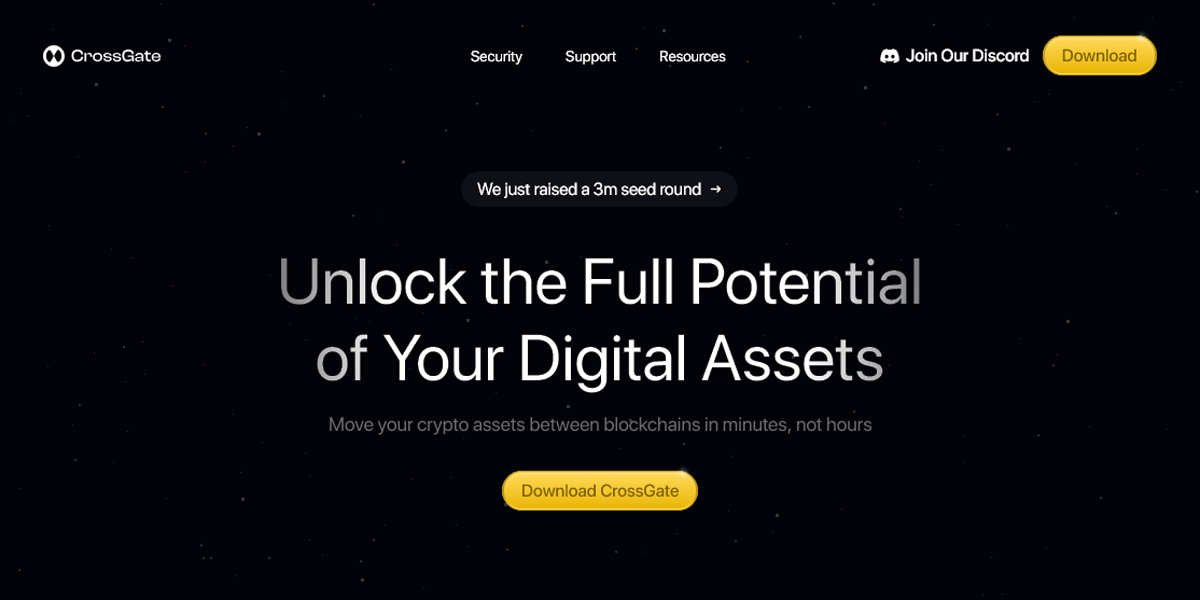 CrossGate
Security
Support
Resources
Join Our Discord
Download
We just raised a 3m seed round →
Unlock the Full Potential
of Your Digital Assets
Move your crypto assets between blockchains in minutes, not hours
Download CrossGate